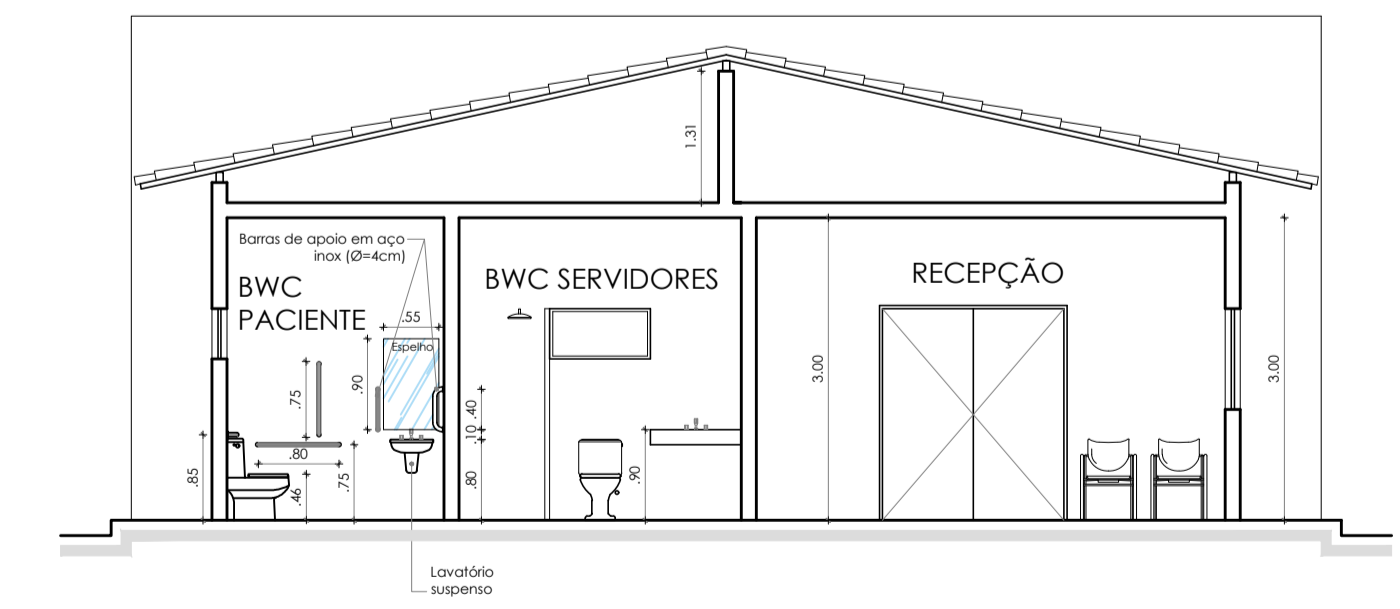 1.31
Barras de apoio em aço
inox (Ø=4cm)
BWC
PACIENTE
BWC SERVIDORES
RECEPÇÃO
.55
Espelho
.90
.75
.40
.10
.80
.85
.46
.75
.80
.90
3.00
3.00
Lavatório
suspenso